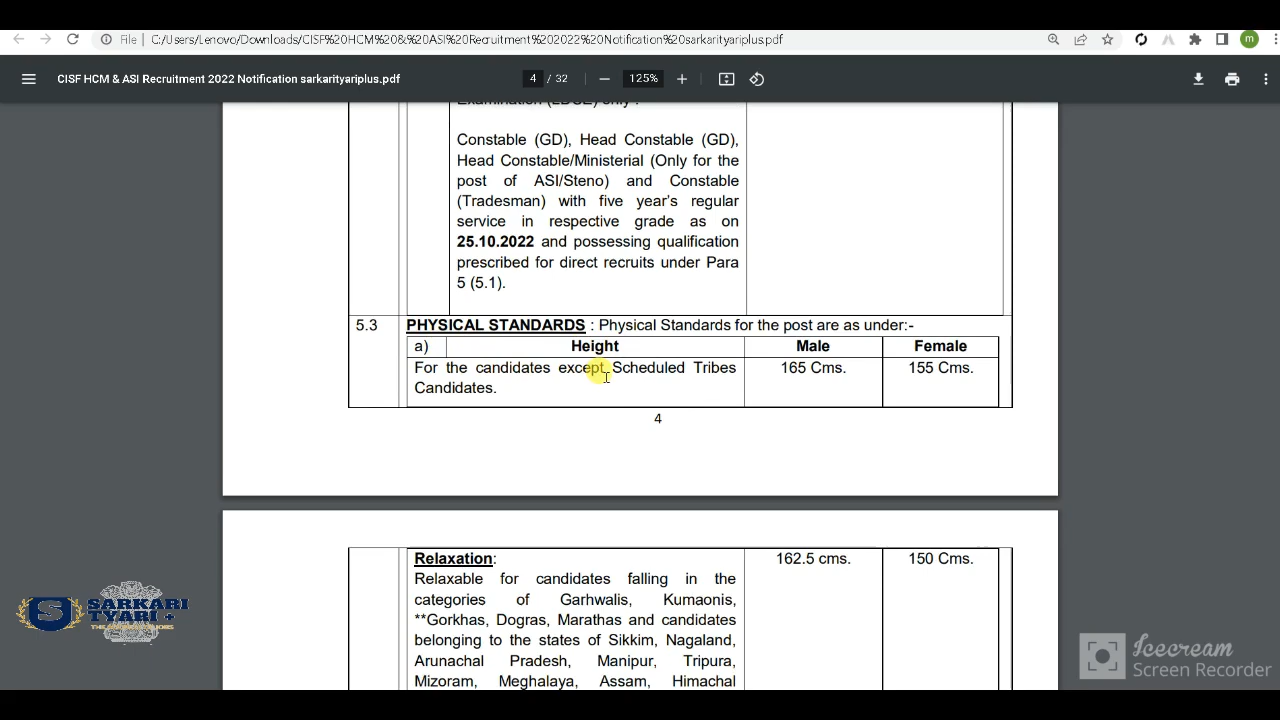 File
C:/Users/Lenovo/Downloads/CISF%20HCM%20&%20ASI%20Recruitment%202022%20Notification%20sarkarityariplus.pdf
m
CISF HCM & ASI Recruitment 2022 Notification sarkarityariplus.pdf
4 / 32
125%
Examination (LDCE) only :
Constable (GD), Head Constable (GD),
Head Constable/Ministerial (Only for the
post of ASI/Steno) and Constable
(Tradesman) with five year's regular
service in respective grade as on
25.10.2022 and possessing qualification
prescribed for direct recruits under Para
5 (5.1).
5.3 PHYSICAL STANDARDS : Physical Standards for the post are as under:-
a) Height Male Female
For the candidates except Scheduled Tribes 165 Cms. 155 Cms.
Candidates.
4
Relaxation: 162.5 cms. 150 Cms.
Relaxable for candidates falling in the
categories of Garhwalis, Kumaonis,
**Gorkhas, Dogras, Marathas and candidates
belonging to the states of Sikkim, Nagaland,
Arunachal Pradesh, Manipur, Tripura,
Mizoram, Meghalaya, Assam, Himachal
S
SARKARI
TYARI +
Icecream
Screen Recorder